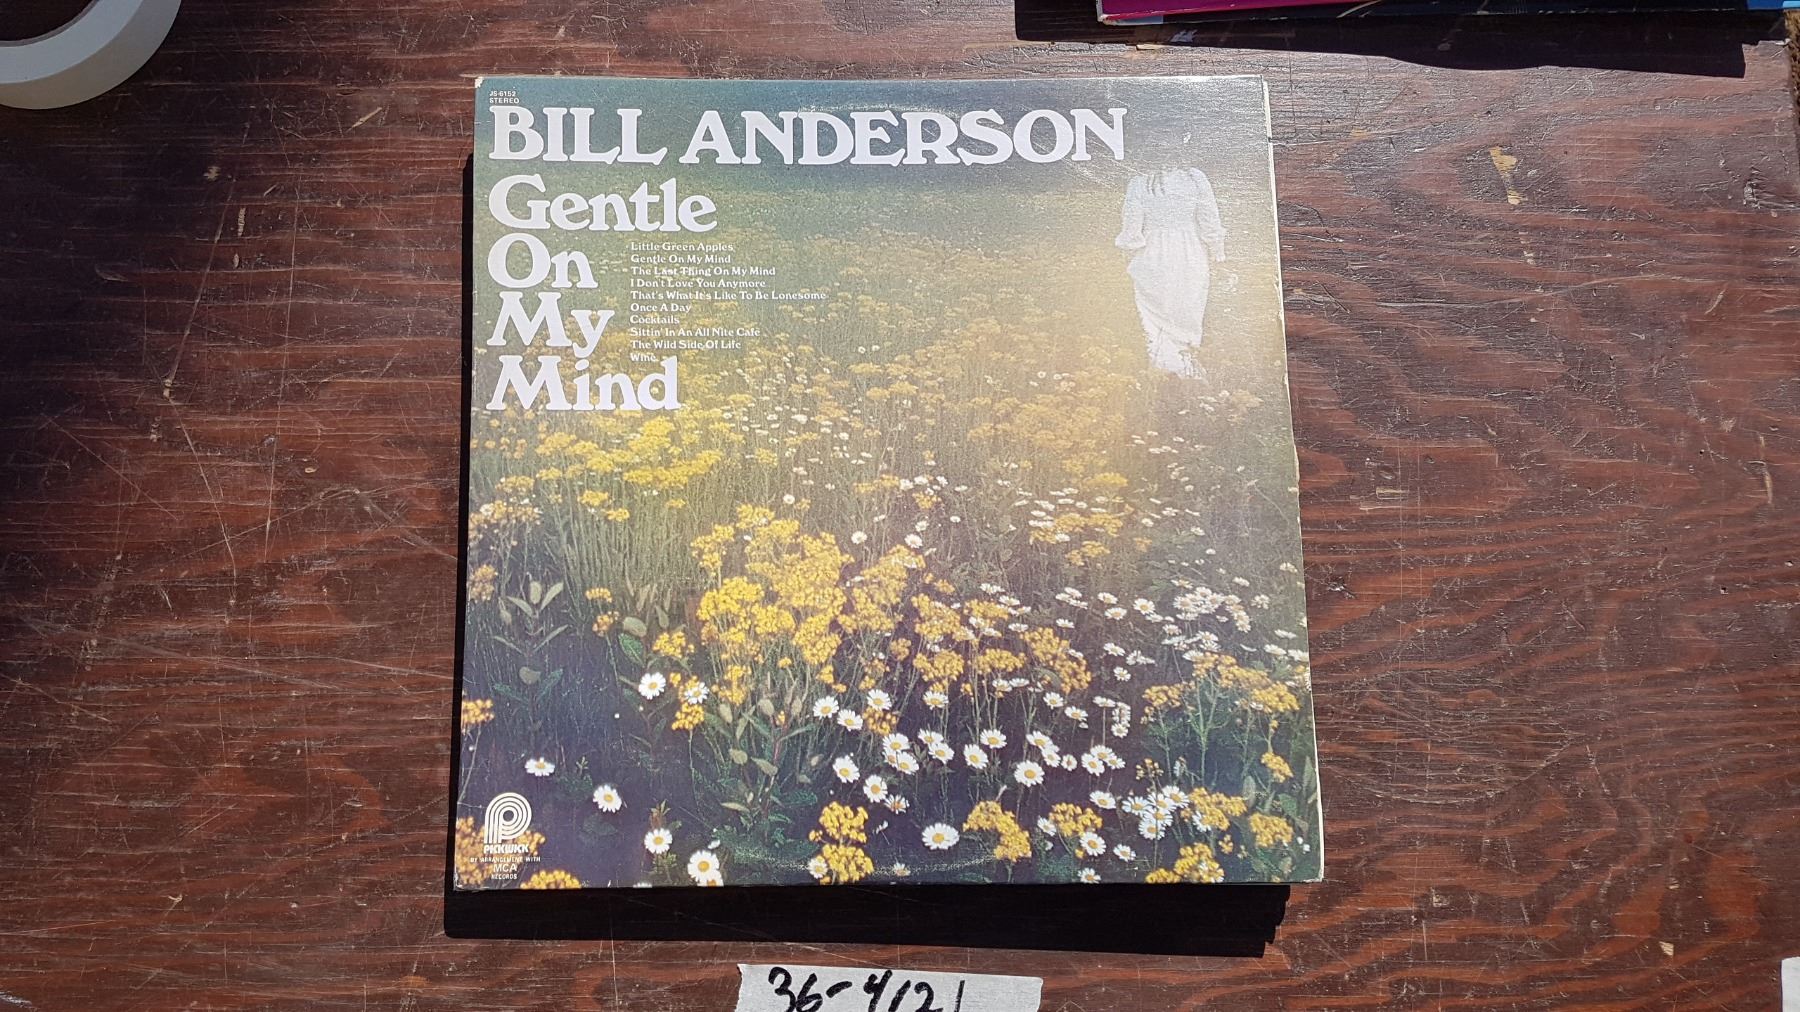 JS-6152
STEREO
BILL ANDERSON
Gentle
On
My
Mind
Little Green Apples
Gentle On My Mind
The Last Thing On My Mind
I Don't Love You Anymore
That's What It's Like To Be Lonesome
Once A Day
Cocktails
Sittin' In An All Nite Cafe
The Wild Side Of Life
Wine
PICKWICK
BY ARRANGEMENT WITH
MCA
RECORDS
36-4/21